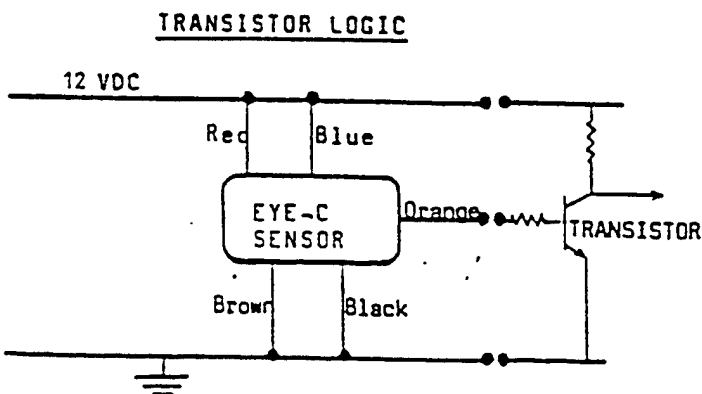 TRANSISTOR LOGIC
12 VDC
Red Blue
EYE-C
SENSOR
Orange
TRANSISTOR
Brown Black